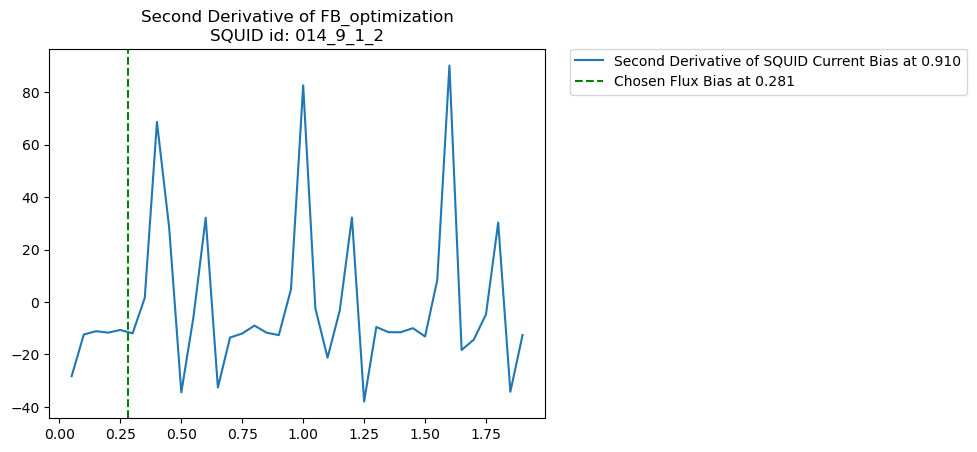 Second Derivative of FB_optimization
SQUID id: 014_9_1_2
Second Derivative of SQUID Current Bias at 0.910
Chosen Flux Bias at 0.281
80
60
40
20
0
−20
−40
0.00 0.25 0.50 0.75 1.00 1.25 1.50 1.75